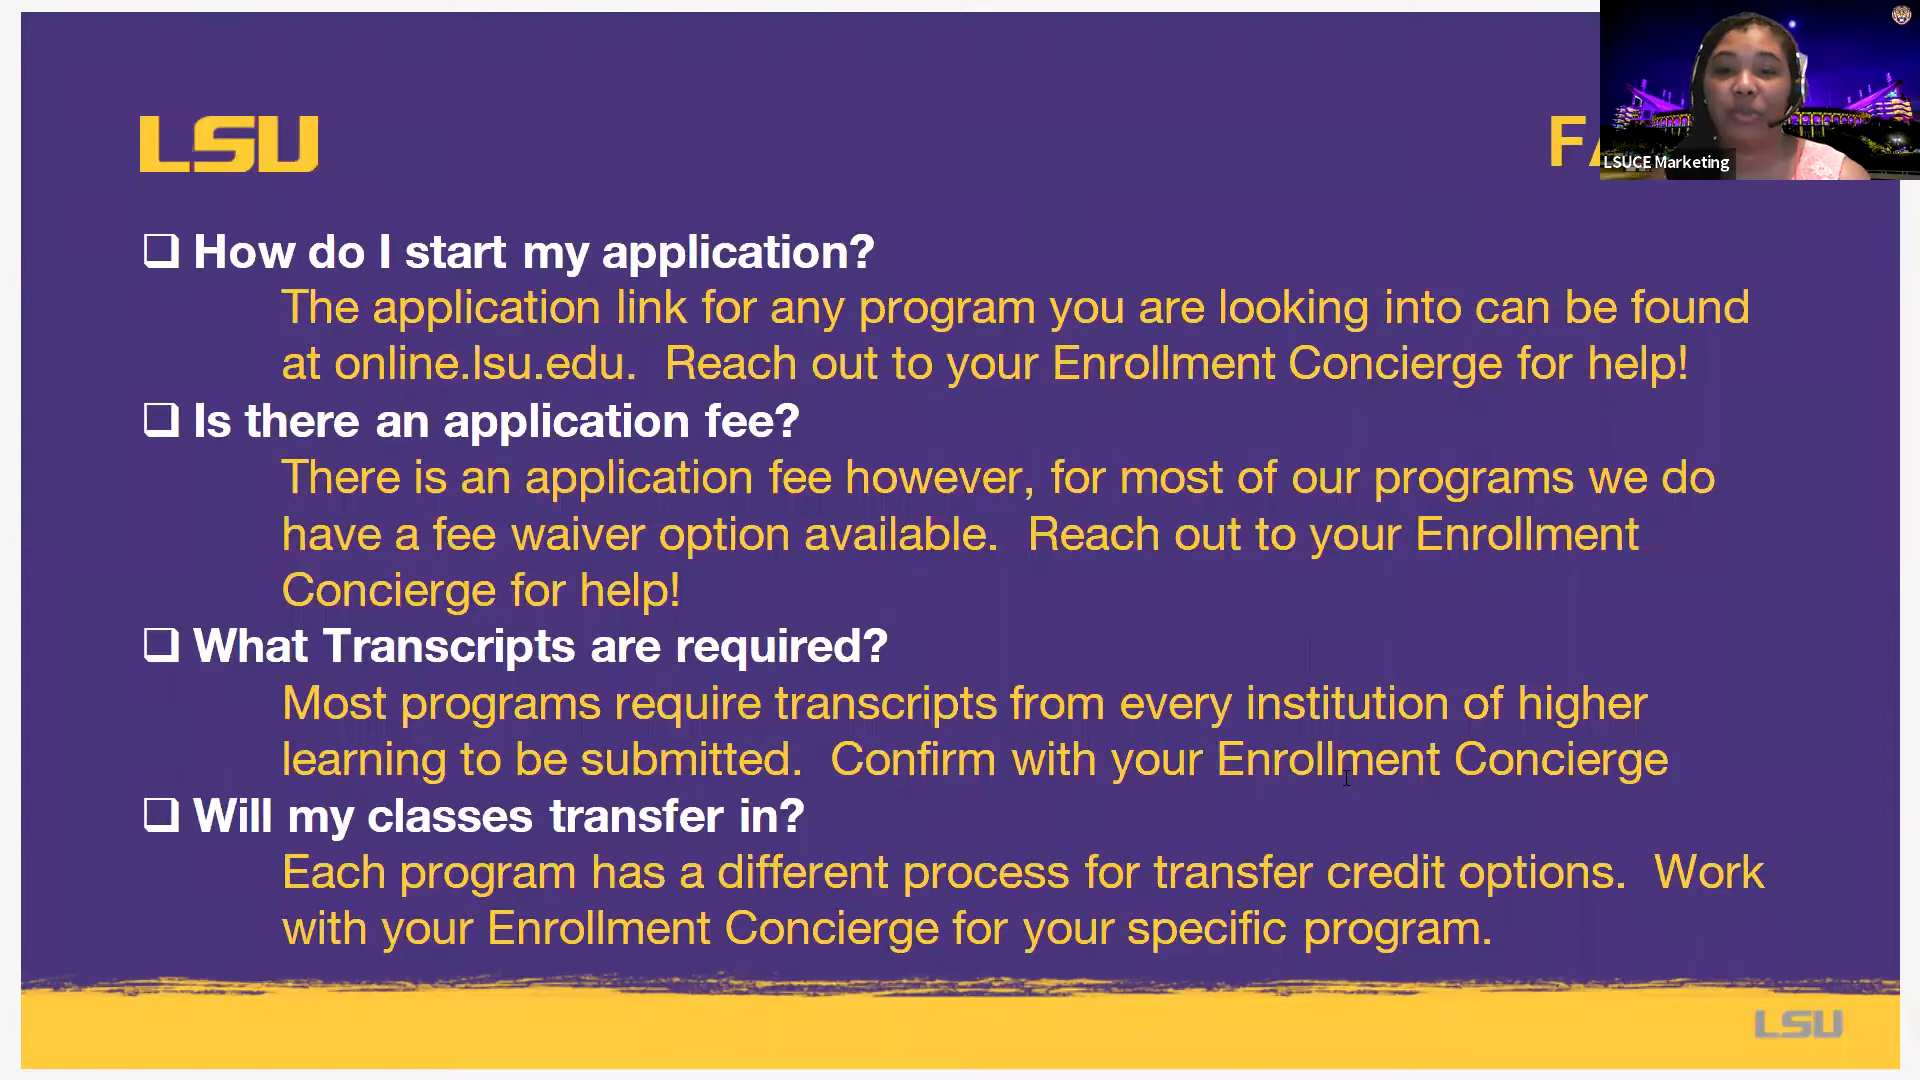 LSU
LSUCE Marketing
❑ How do I start my application?
The application link for any program you are looking into can be found
at online.lsu.edu.  Reach out to your Enrollment Concierge for help!
❑ Is there an application fee?
There is an application fee however, for most of our programs we do
have a fee waiver option available.  Reach out to your Enrollment
Concierge for help!
❑ What Transcripts are required?
Most programs require transcripts from every institution of higher
learning to be submitted.  Confirm with your Enrollment Concierge
❑ Will my classes transfer in?
Each program has a different process for transfer credit options.  Work
with your Enrollment Concierge for your specific program.
LSU